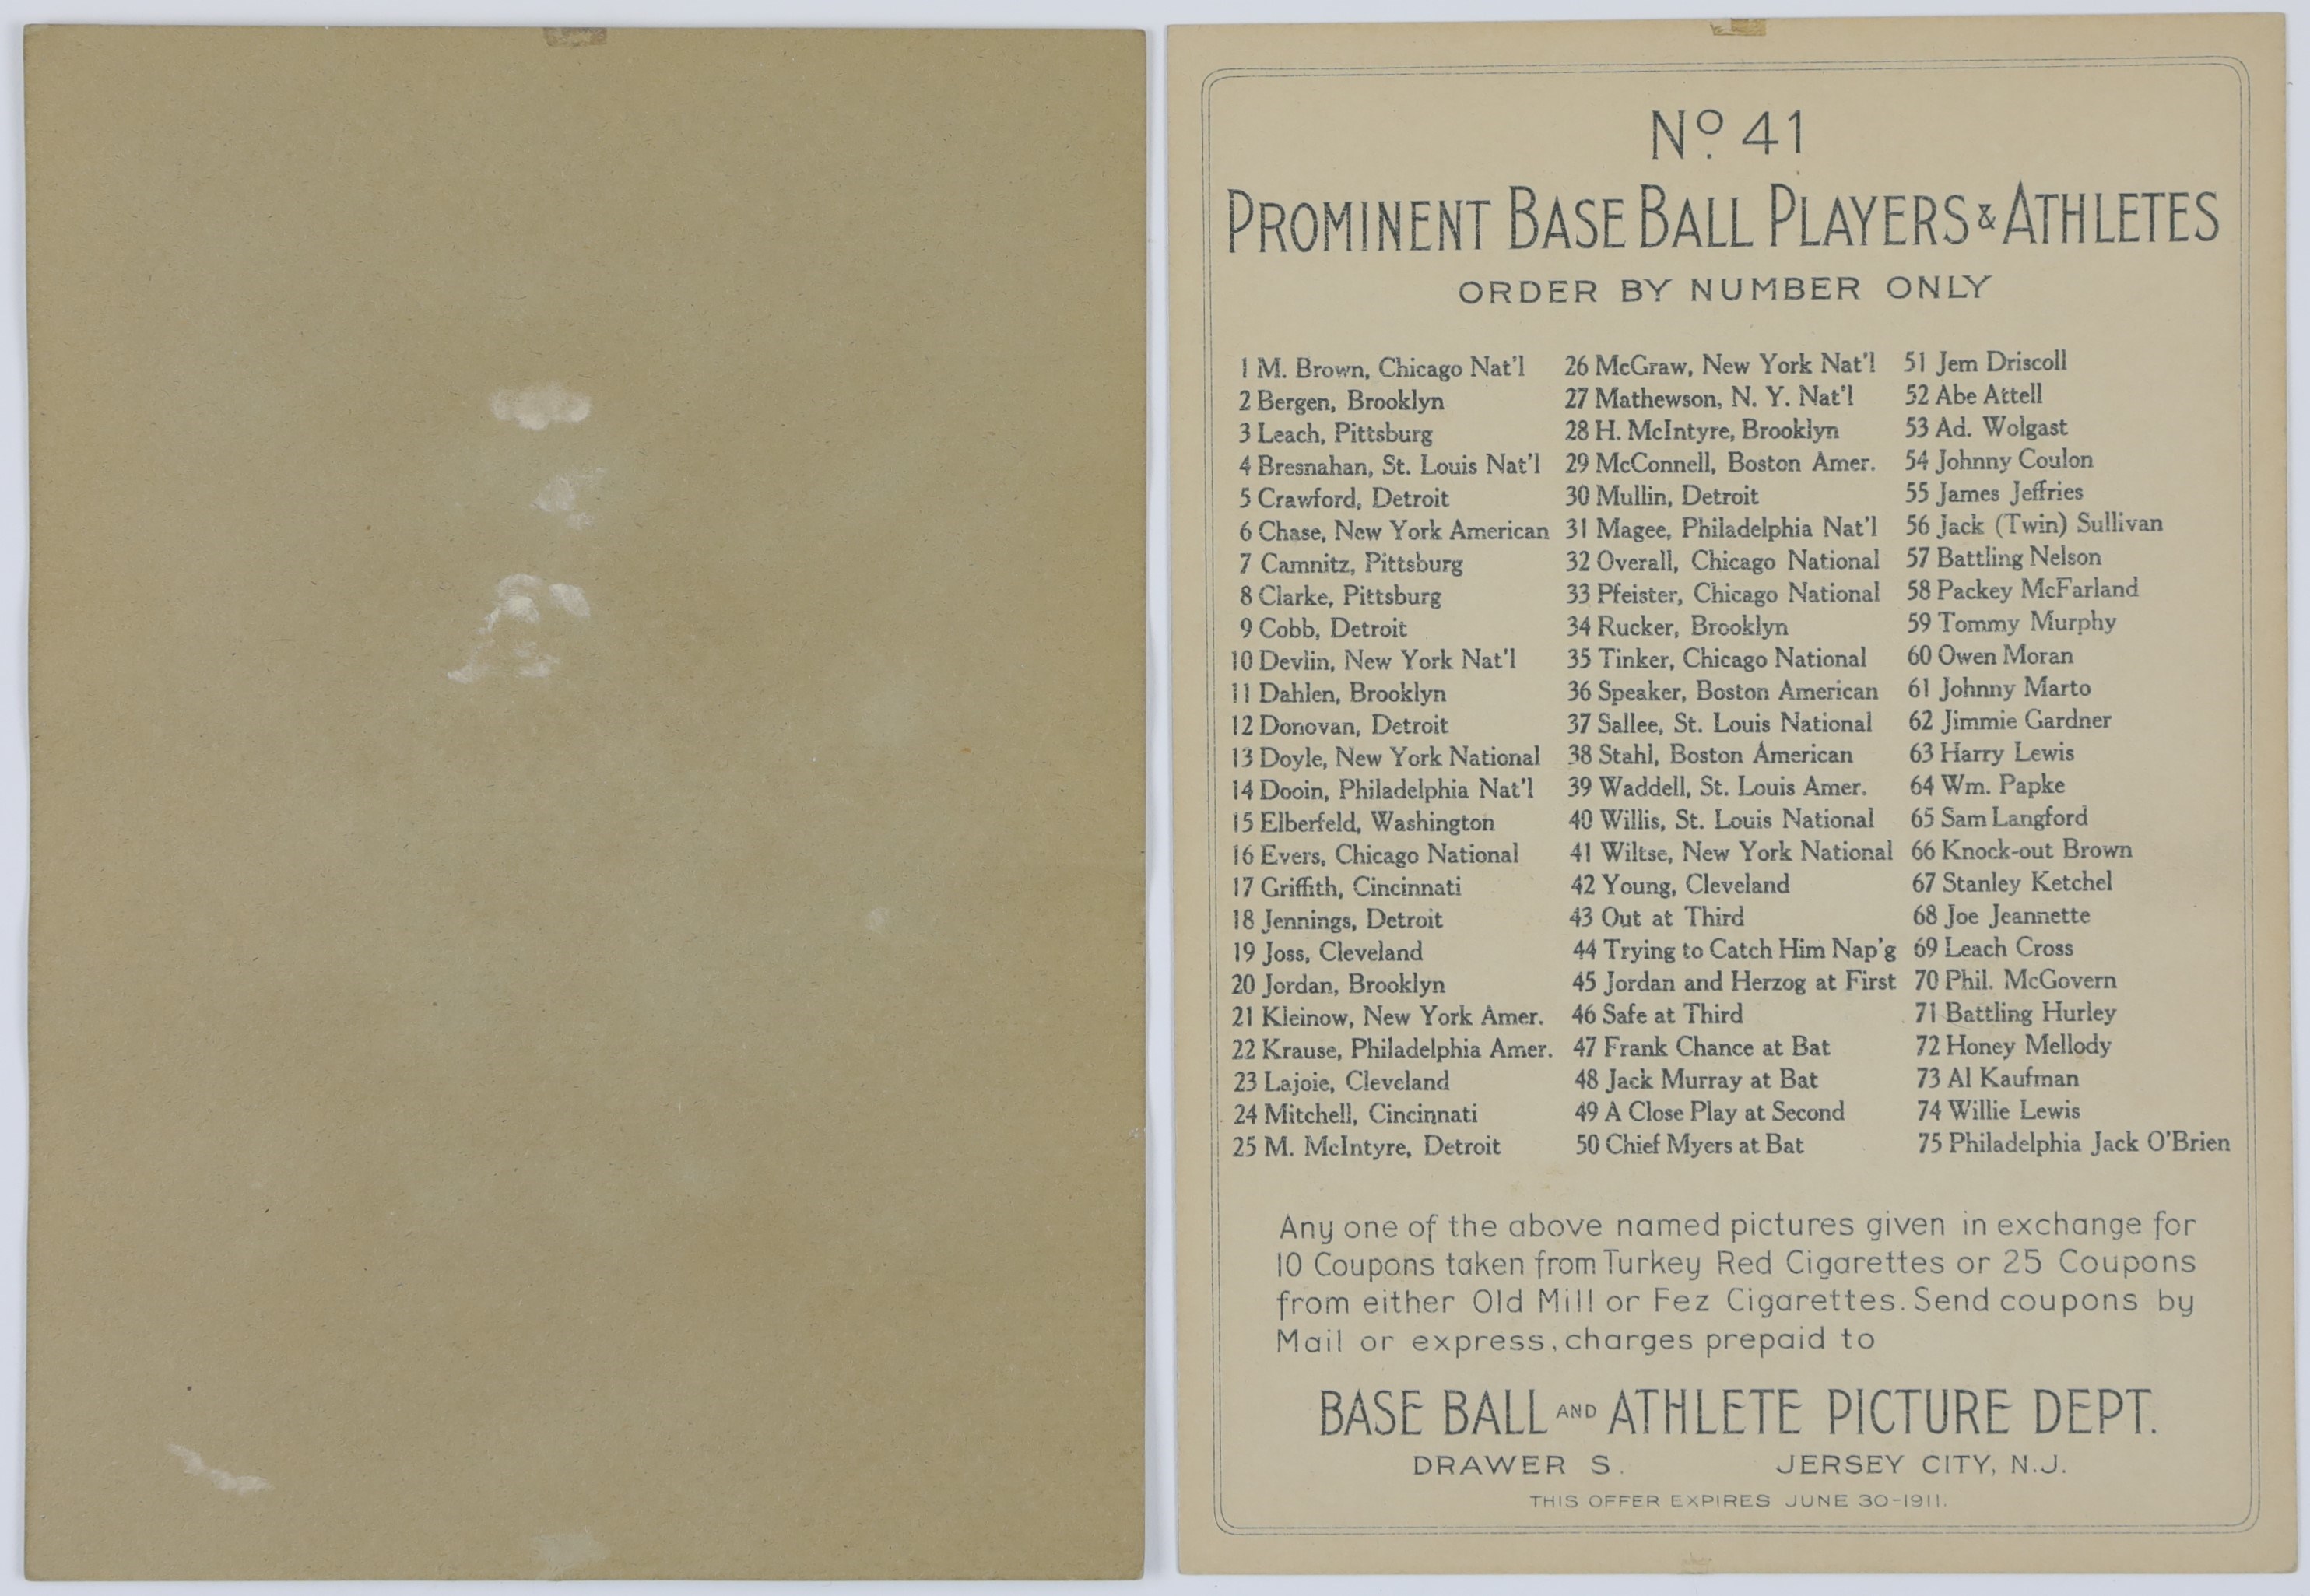 Nº. 41
PROMINENT BASE BALL PLAYERS & ATHLETES
ORDER BY NUMBER ONLY
1 M. Brown, Chicago Nat'l
2 Bergen, Brooklyn
3 Leach, Pittsburg
4 Bresnahan, St. Louis Nat'l
5 Crawford, Detroit
6 Chase, New York American
7 Camnitz, Pittsburg
8 Clarke, Pittsburg
9 Cobb, Detroit
10 Devlin, New York Nat'l
11 Dahlen, Brooklyn
12 Donovan, Detroit
13 Doyle, New York National
14 Dooin, Philadelphia Nat'l
15 Elberfeld, Washington
16 Evers, Chicago National
17 Griffith, Cincinnati
18 Jennings, Detroit
19 Joss, Cleveland
20 Jordan, Brooklyn
21 Kleinow, New York Amer.
22 Krause, Philadelphia Amer.
23 Lajoie, Cleveland
24 Mitchell, Cincinnati
25 M. McIntyre, Detroit
26 McGraw, New York Nat'l
27 Mathewson, N. Y. Nat'l
28 H. McIntyre, Brooklyn
29 McConnell, Boston Amer.
30 Mullin, Detroit
31 Magee, Philadelphia Nat'l
32 Overall, Chicago National
33 Pfeister, Chicago National
34 Rucker, Brooklyn
35 Tinker, Chicago National
36 Speaker, Boston American
37 Sallee, St. Louis National
38 Stahl, Boston American
39 Waddell, St. Louis Amer.
40 Willis, St. Louis National
41 Wiltse, New York National
42 Young, Cleveland
43 Out at Third
44 Trying to Catch Him Nap'g
45 Jordan and Herzog at First
46 Safe at Third
47 Frank Chance at Bat
48 Jack Murray at Bat
49 A Close Play at Second
50 Chief Myers at Bat
51 Jem Driscoll
52 Abe Attell
53 Ad. Wolgast
54 Johnny Coulon
55 James Jeffries
56 Jack (Twin) Sullivan
57 Battling Nelson
58 Packey McFarland
59 Tommy Murphy
60 Owen Moran
61 Johnny Marto
62 Jimmie Gardner
63 Harry Lewis
64 Wm. Papke
65 Sam Langford
66 Knock-out Brown
67 Stanley Ketchel
68 Joe Jeannette
69 Leach Cross
70 Phil. McGovern
71 Battling Hurley
72 Honey Mellody
73 Al Kaufman
74 Willie Lewis
75 Philadelphia Jack O'Brien
Any one of the above named pictures given in exchange for
10 Coupons taken from Turkey Red Cigarettes or 25 Coupons
from either Old Mill or Fez Cigarettes. Send coupons by
Mail or express, charges prepaid to
BASE BALL AND ATHLETE PICTURE DEPT.
DRAWER S. JERSEY CITY, N.J.
THIS OFFER EXPIRES JUNE 30-1911.